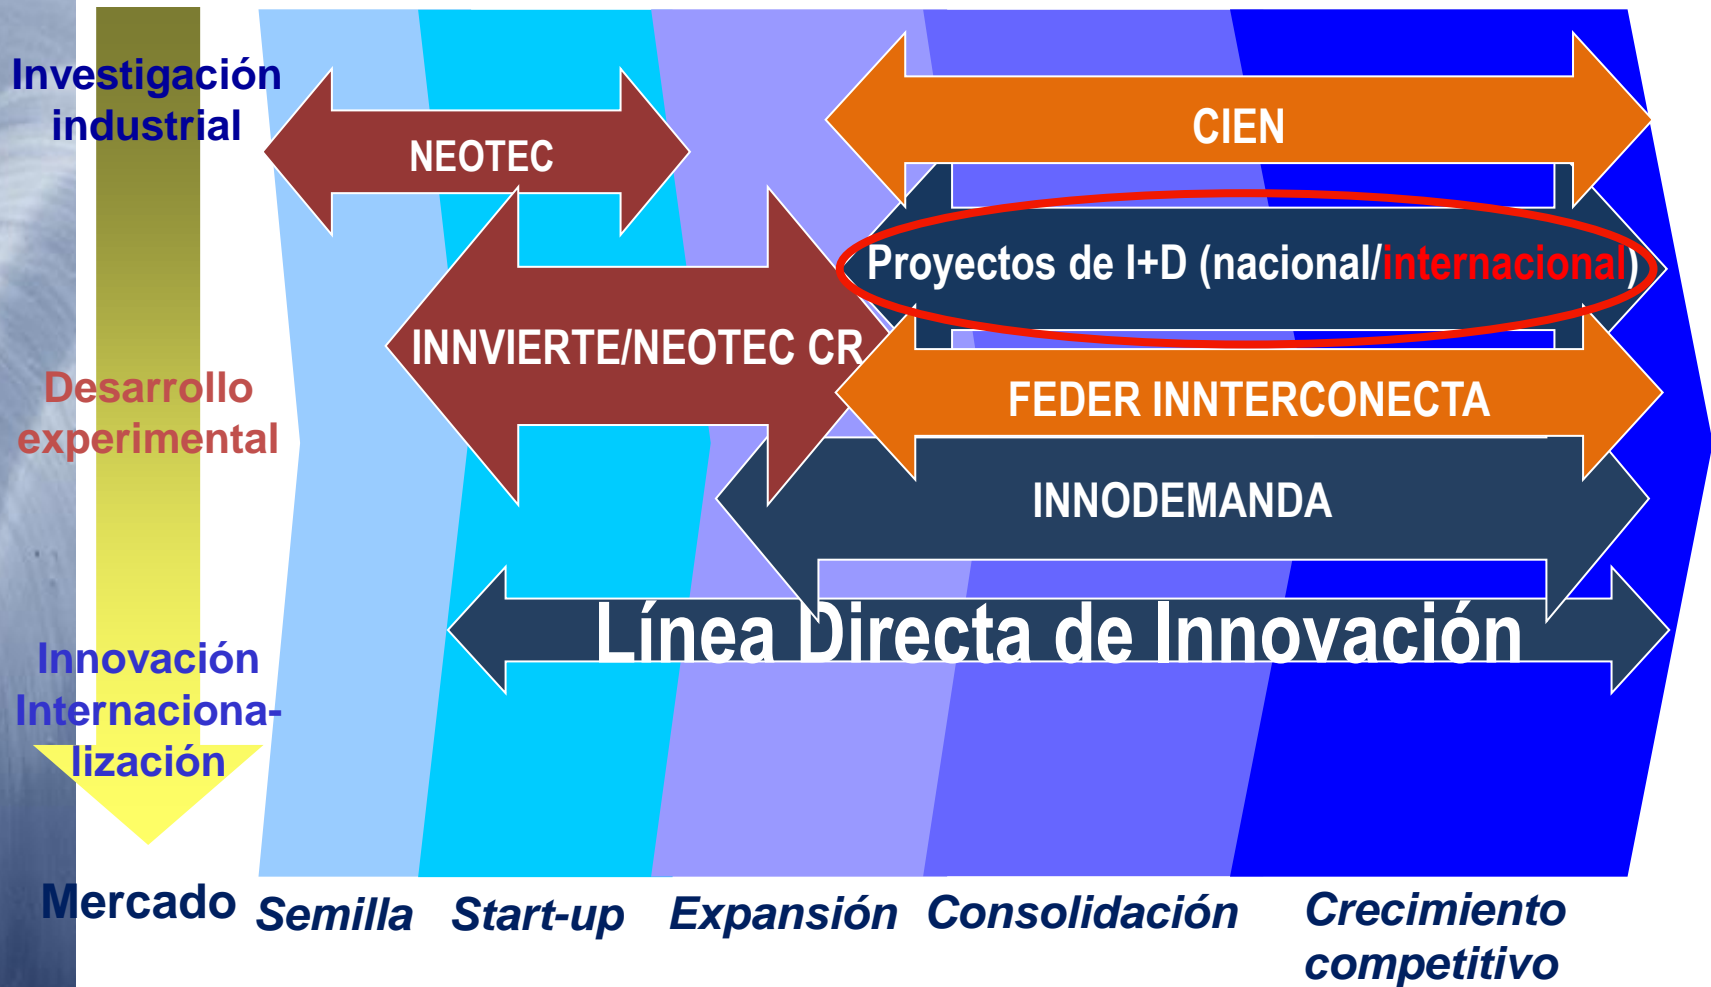 Investigación
industrial
CIEN
NEOTEC
Proyectos de I+D (nacional/internacional)
INNVIERTE/NEOTEC CR
Desarrollo
experimental
FEDER INNTERCONECTA
INNODEMANDA
Línea Directa de Innovación
Innovación
Internaciona-
lización
Mercado
Semilla
Start-up
Expansión
Consolidación
Crecimiento
competitivo